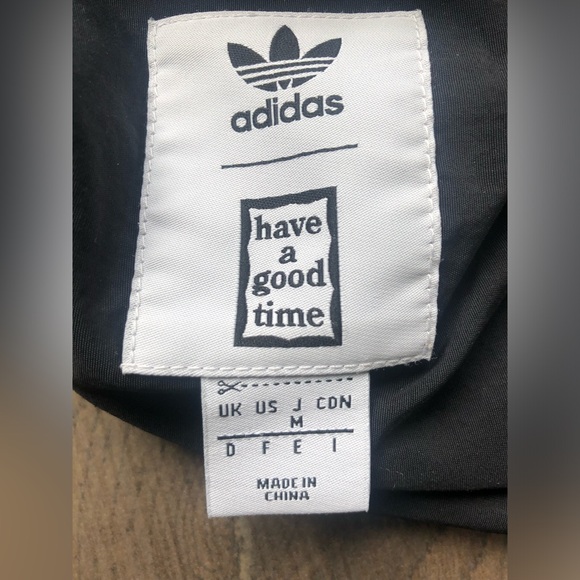 adidas
have
a
good
time
UK US J CDN
M
D F E I
MADE IN
CHINA